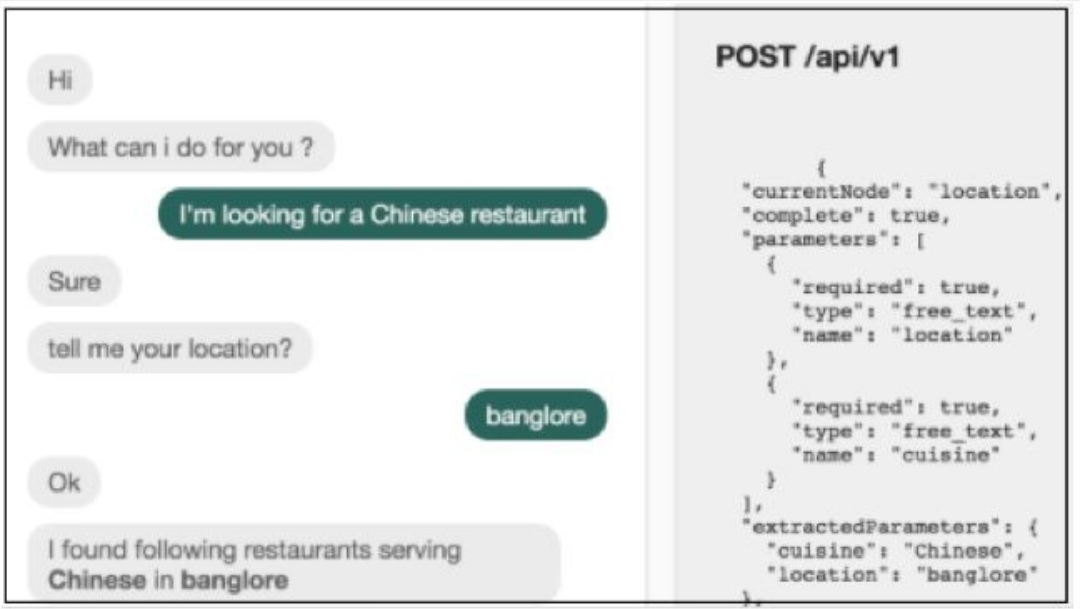 Hi
What can i do for you ?
I'm looking for a Chinese restaurant
Sure
tell me your location?
banglore
Ok
I found following restaurants serving
Chinese in banglore
POST /api/v1
{
"currentNode": "location",
"complete": true,
"parameters": [
{
"required": true,
"type": "free_text",
"name": "location"
},
{
"required": true,
"type": "free_text",
"name": "cuisine"
}
],
"extractedParameters": {
"cuisine": "Chinese",
"location": "banglore"
},